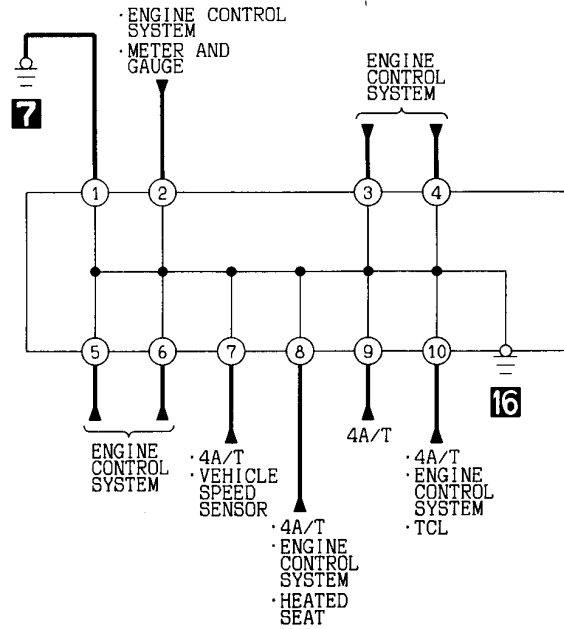 ·ENGINE CONTROL
SYSTEM
·METER AND
GAUGE
ENGINE
CONTROL
SYSTEM
7
1
2
3
4
5
6
7
8
9
10
16
ENGINE
CONTROL
SYSTEM
·4A/T
·VEHICLE
SPEED
SENSOR
·4A/T
·ENGINE
CONTROL
SYSTEM
·HEATED
SEAT
4A/T
·4A/T
·ENGINE
CONTROL
SYSTEM
·TCL